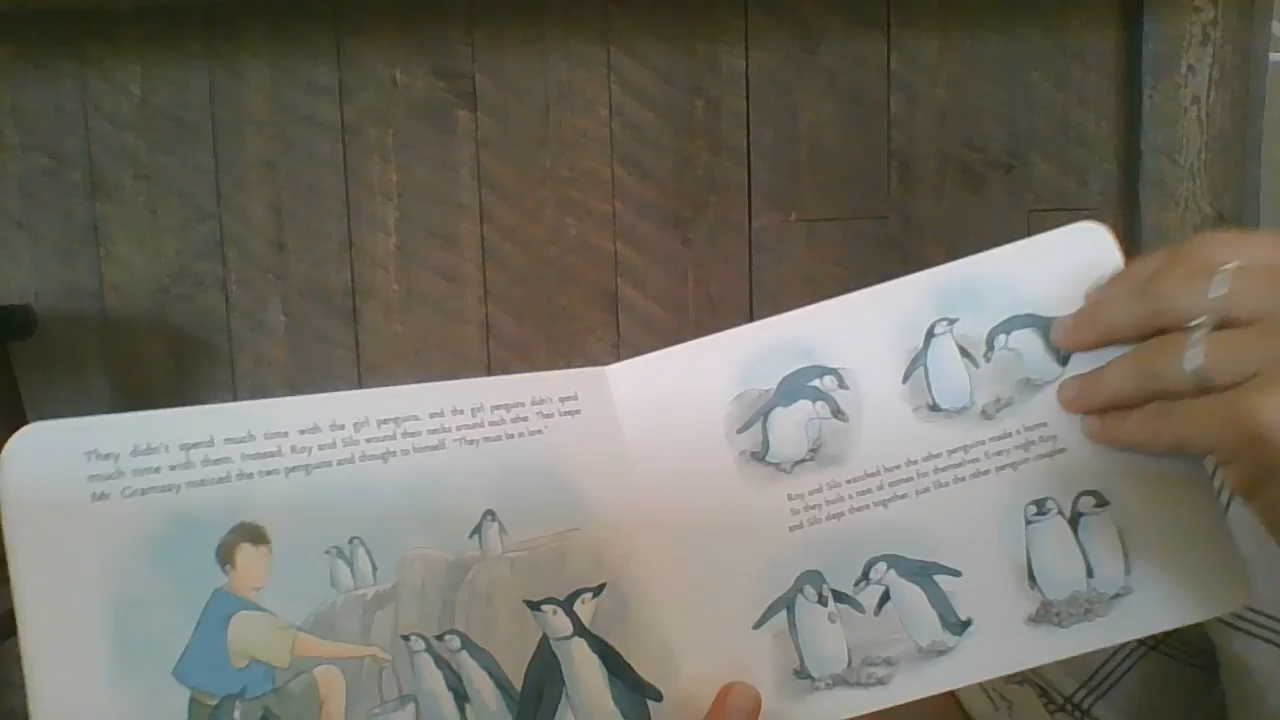 They didn't spend much time with the girl penguins, and the girl penguins didn't spend
much time with them. Instead, Roy and Silo wound their necks around each other. Their keeper
Mr. Gramzay noticed the two penguins and thought to himself, "They must be in love."
Roy and Silo watched how the other penguins made a home.
So they built a nest of stones for themselves. Every night Roy
and Silo slept there together, just like the other penguin couples.